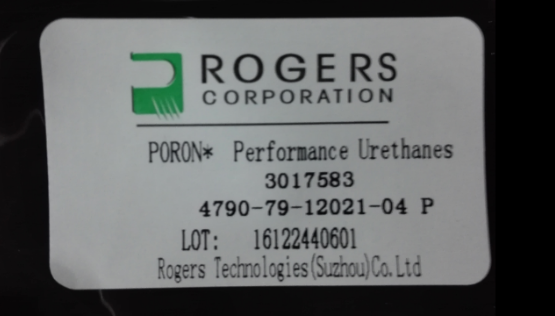 ROGERS
CORPORATION
PORON* Performance Urethanes
3017583
4790-79-12021-04 P
LOT: 16122440601
Rogers Technologies(Suzhou)Co.Ltd